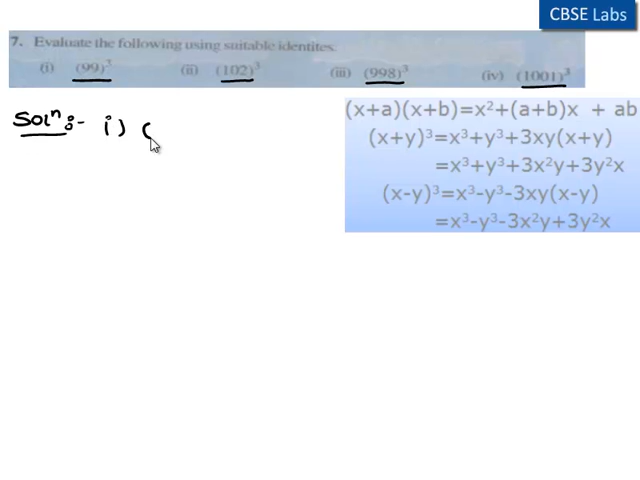 CBSE Labs
7. Evaluate the following using suitable identites.
(i) (99)³ (ii) (102)³ (iii) (998)³ (iv) (1001)³
Solⁿ:- i) (
(x+a)(x+b)=x²+(a+b)x + ab
(x+y)³=x³+y³+3xy(x+y)
=x³+y³+3x²y+3y²x
(x-y)³=x³-y³-3xy(x-y)
=x³-y³-3x²y+3y²x